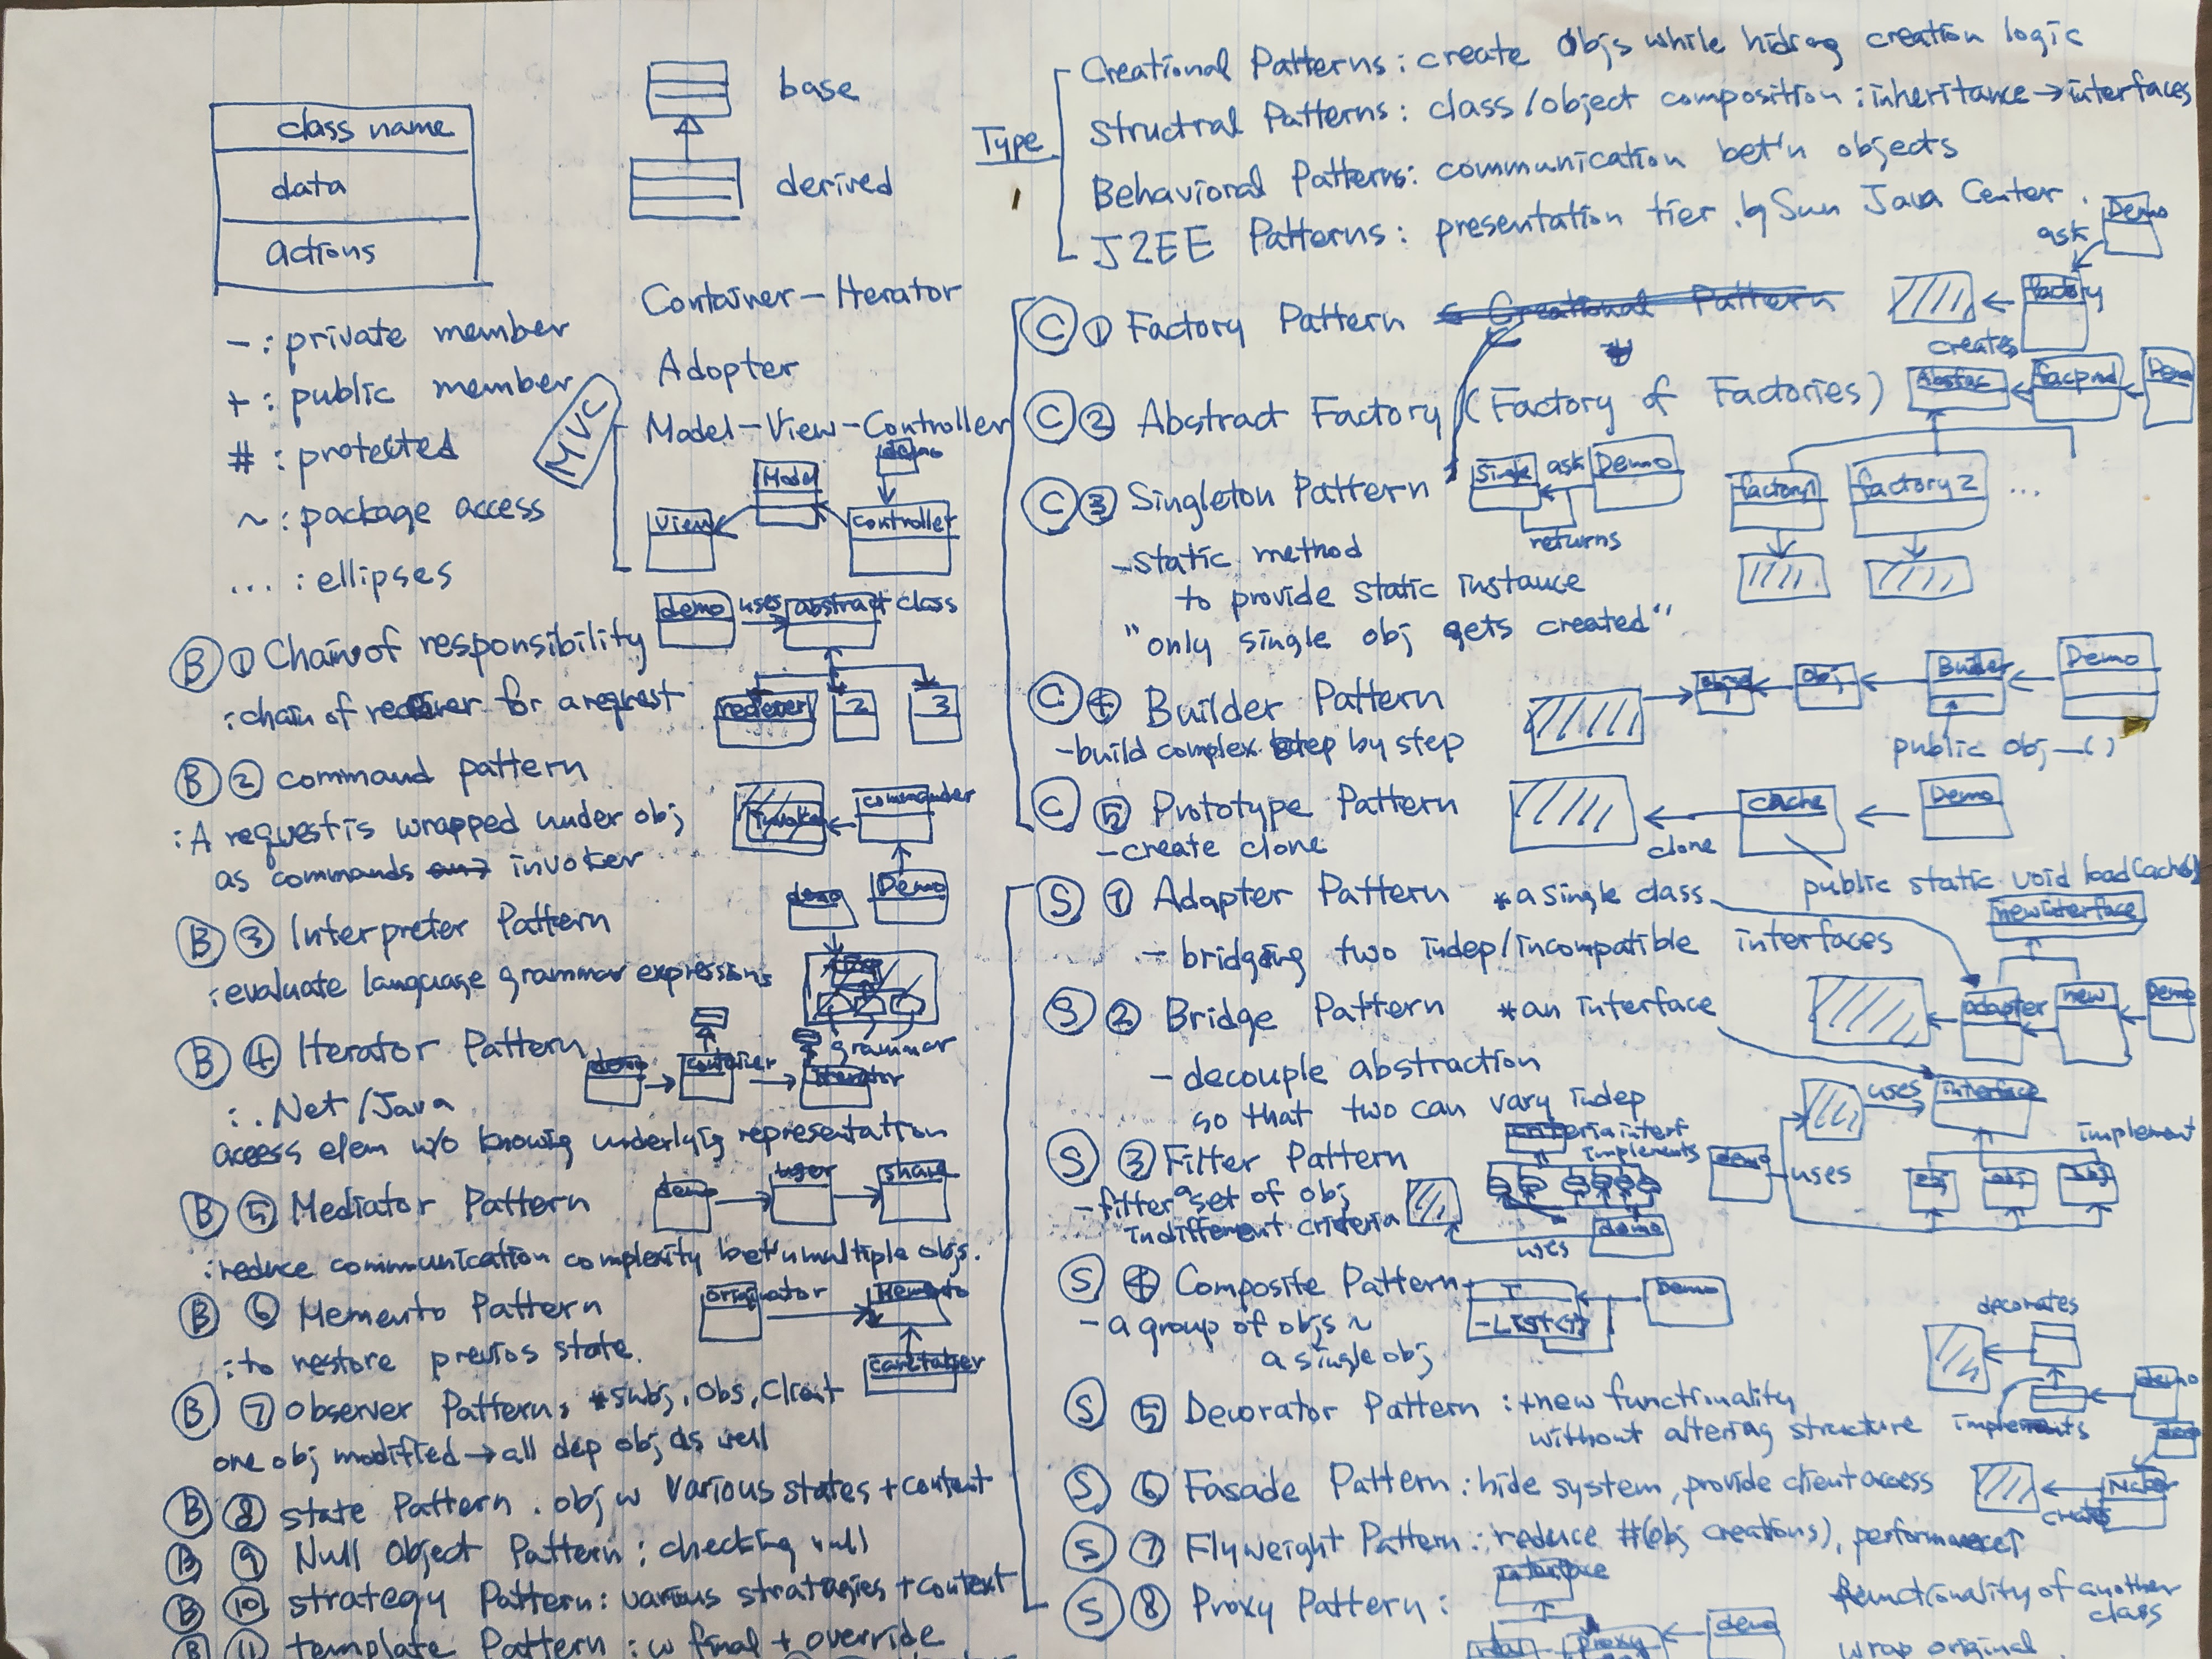 class name
data
actions
- : private member
+ : public member
# : protected
~ : package access
... : ellipses
base
derived
Container - Iterator
Adopter
MVC
Model-View-Controller
demo
Model
View
controller
Type
Creational Patterns : create Objs while hiding creation logic
Structral Patterns : class/object composition : inheritance → interfaces
Behavioral Patterns : communication bet'n objects
J2EE Patterns : presentation tier. by Sun Java Center.
B ① Chain of responsibility
: chain of receiver for a request
demo uses abstract class
reciever1 2 3
B ② command pattern
: A request is wrapped under obj
as commands invoker
invoker commander
Demo
B ③ Interpreter Pattern
: evaluate language grammar expressions
demo
grammar
B ④ Iterator Pattern
: .Net/Java
access elem w/o knowig underlyig representation
demo container iterator
B ⑤ Mediator Pattern
: reduce communication complexity bet'n multiple objs.
demo user share
B ⑥ Memento Pattern
: to restore previos state.
originator Memento
caretaker
B ⑦ Observer Pattern, *subj, Obs, Client
one obj modified → all dep obj as well
B ⑧ state Pattern . obj w various states + context
B ⑨ Null Object Pattern : checking null
B ⑩ strategy Pattern : various strategies + context
B ⑪ template Pattern : w final + override
C ① Factory Pattern Creational Pattern
Demo
ask
factory
creates
C ② Abstract Factory (Factory of Factories)
Abstfac facprod Demo
factory1 factory2 ...
C ③ Singleton Pattern
Single ask Demo
returns
- static method
to provide static instance
"only single obj gets created"
C ④ Builder Pattern
- build complex step by step
obj Builder Demo
public obj —()
C ⑤ Prototype Pattern
- create clone
clone
cache
Demo
public static void loadCache()
S ① Adapter Pattern *a single class
- bridging two indep/incompatible interfaces
new interface
adapter new Demo
S ② Bridge Pattern *an interface
- decouple abstraction
so that two can vary indep
uses interface
implement
demo uses
obj obj obj
S ③ Filter Pattern
- filter a set of obj
in different criteria
criteria interf
implements
uses
demo
S ④ Composite Pattern
- a group of objs ~
a single obj
T
- List<T>
Demo
S ⑤ Decorator Pattern : +new functionality
without altering structure
decorates
demo
implements
S ⑥ Fasade Pattern : hide system, provide client access
demo
Maker
creates
S ⑦ Flyweight Pattern : reduce #(obj creations), performance↑
S ⑧ Proxy Pattern :
interface
Proxy
demo
functionality of another
class
wrap original